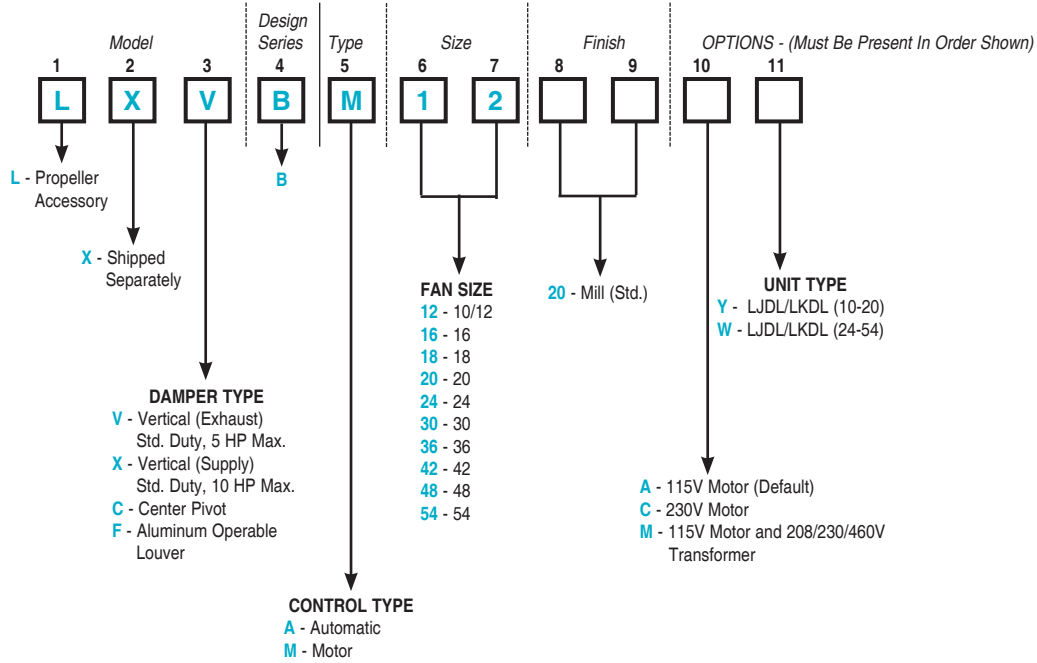 Model
Design
Series
Type
Size
Finish
OPTIONS - (Must Be Present In Order Shown)
1 2 3 4 5 6 7 8 9 10 11
L X V B M 1 2
L - Propeller
Accessory
B
X - Shipped
Separately
DAMPER TYPE
V - Vertical (Exhaust)
Std. Duty, 5 HP Max.
X - Vertical (Supply)
Std. Duty, 10 HP Max.
C - Center Pivot
F - Aluminum Operable
Louver
CONTROL TYPE
A - Automatic
M - Motor
FAN SIZE
12 - 10/12
16 - 16
18 - 18
20 - 20
24 - 24
30 - 30
36 - 36
42 - 42
48 - 48
54 - 54
20 - Mill (Std.)
A - 115V Motor (Default)
C - 230V Motor
M - 115V Motor and 208/230/460V
Transformer
UNIT TYPE
Y - LJDL/LKDL (10-20)
W - LJDL/LKDL (24-54)